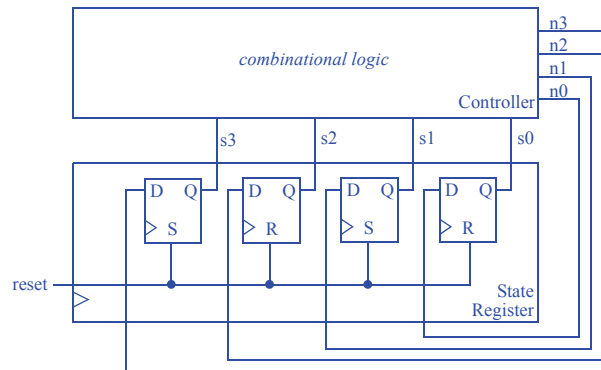 n3
n2
combinational logic
n1
Controller
n0
s3
s2
s1
s0
D Q
D Q
D Q
D Q
S
R
S
R
reset
State
Register